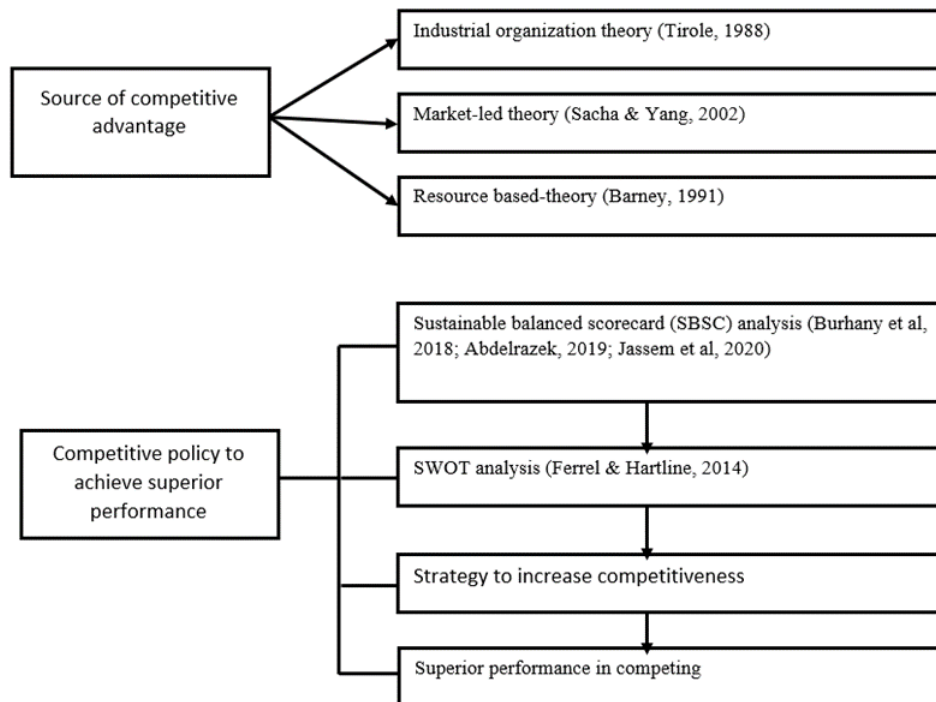 Source of competitive
advantage
Industrial organization theory (Tirole, 1988)
Market-led theory (Sacha & Yang, 2002)
Resource based-theory (Barney, 1991)
Competitive policy to
achieve superior
performance
Sustainable balanced scorecard (SBSC) analysis (Burhany et al,
2018; Abdelrazek, 2019; Jassem et al, 2020)
SWOT analysis (Ferrel & Hartline, 2014)
Strategy to increase competitiveness
Superior performance in competing